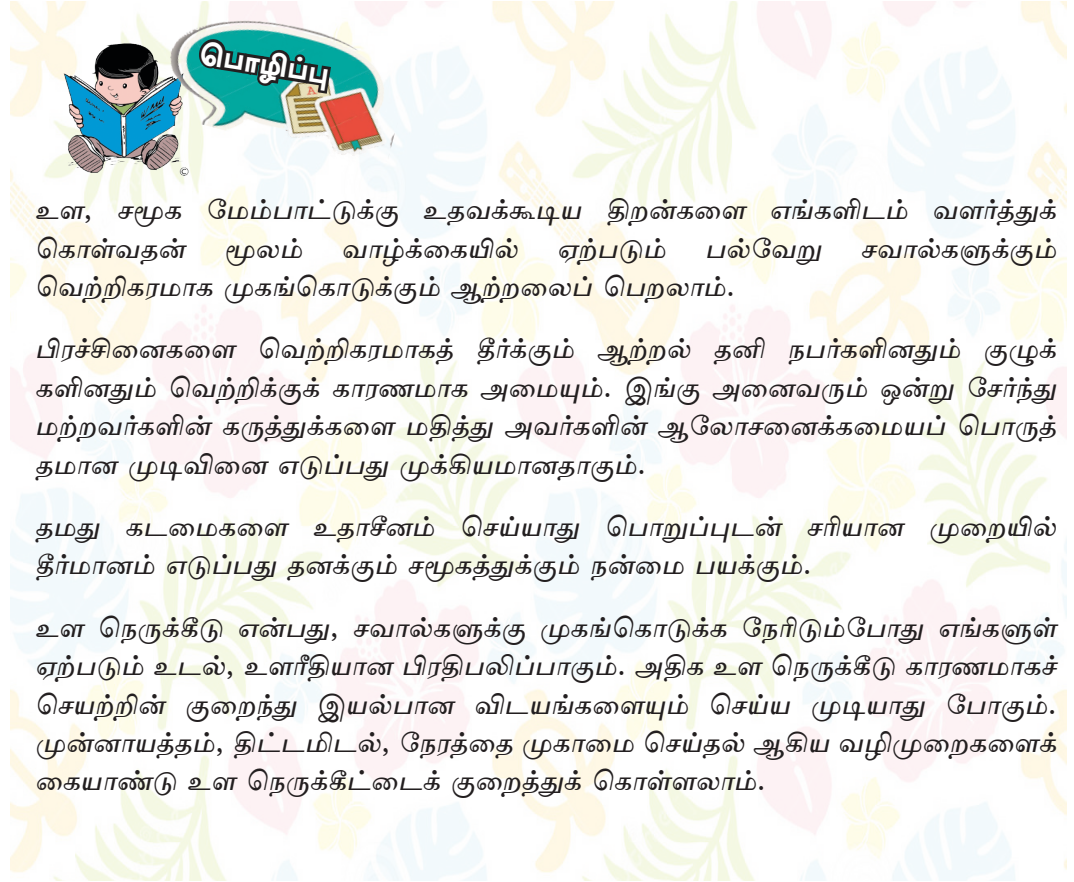 பொழிப்பு
©
உள, சமூக மேம்பாட்டுக்கு உதவக்கூடிய திறன்களை எங்களிடம் வளர்த்துக்
கொள்வதன் மூலம் வாழ்க்கையில் ஏற்படும் பல்வேறு சவால்களுக்கும்
வெற்றிகரமாக முகங்கொடுக்கும் ஆற்றலைப் பெறலாம்.
பிரச்சினைகளை வெற்றிகரமாகத் தீர்க்கும் ஆற்றல் தனி நபர்களினதும் குழுக்
களினதும் வெற்றிக்குக் காரணமாக அமையும். இங்கு அனைவரும் ஒன்று சேர்ந்து
மற்றவர்களின் கருத்துக்களை மதித்து அவர்களின் ஆலோசனைக்கமையப் பொருத்
தமான முடிவினை எடுப்பது முக்கியமானதாகும்.
தமது கடமைகளை உதாசீனம் செய்யாது பொறுப்புடன் சரியான முறையில்
தீர்மானம் எடுப்பது தனக்கும் சமூகத்துக்கும் நன்மை பயக்கும்.
உள நெருக்கீடு என்பது, சவால்களுக்கு முகங்கொடுக்க நேரிடும்போது எங்களுள்
ஏற்படும் உடல், உளரீதியான பிரதிபலிப்பாகும். அதிக உள நெருக்கீடு காரணமாகச்
செயற்றின் குறைந்து இயல்பான விடயங்களையும் செய்ய முடியாது போகும்.
முன்னாயத்தம், திட்டமிடல், நேரத்தை முகாமை செய்தல் ஆகிய வழிமுறைகளைக்
கையாண்டு உள நெருக்கீட்டைக் குறைத்துக் கொள்ளலாம்.